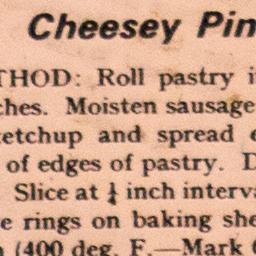 Cheesey Pin
THOD: Roll pastry i
ches. Moisten sausage
etchup and spread e
of edges of pastry. D
Slice at ¼ inch interva
e rings on baking she
(400 deg. F.—Mark 6